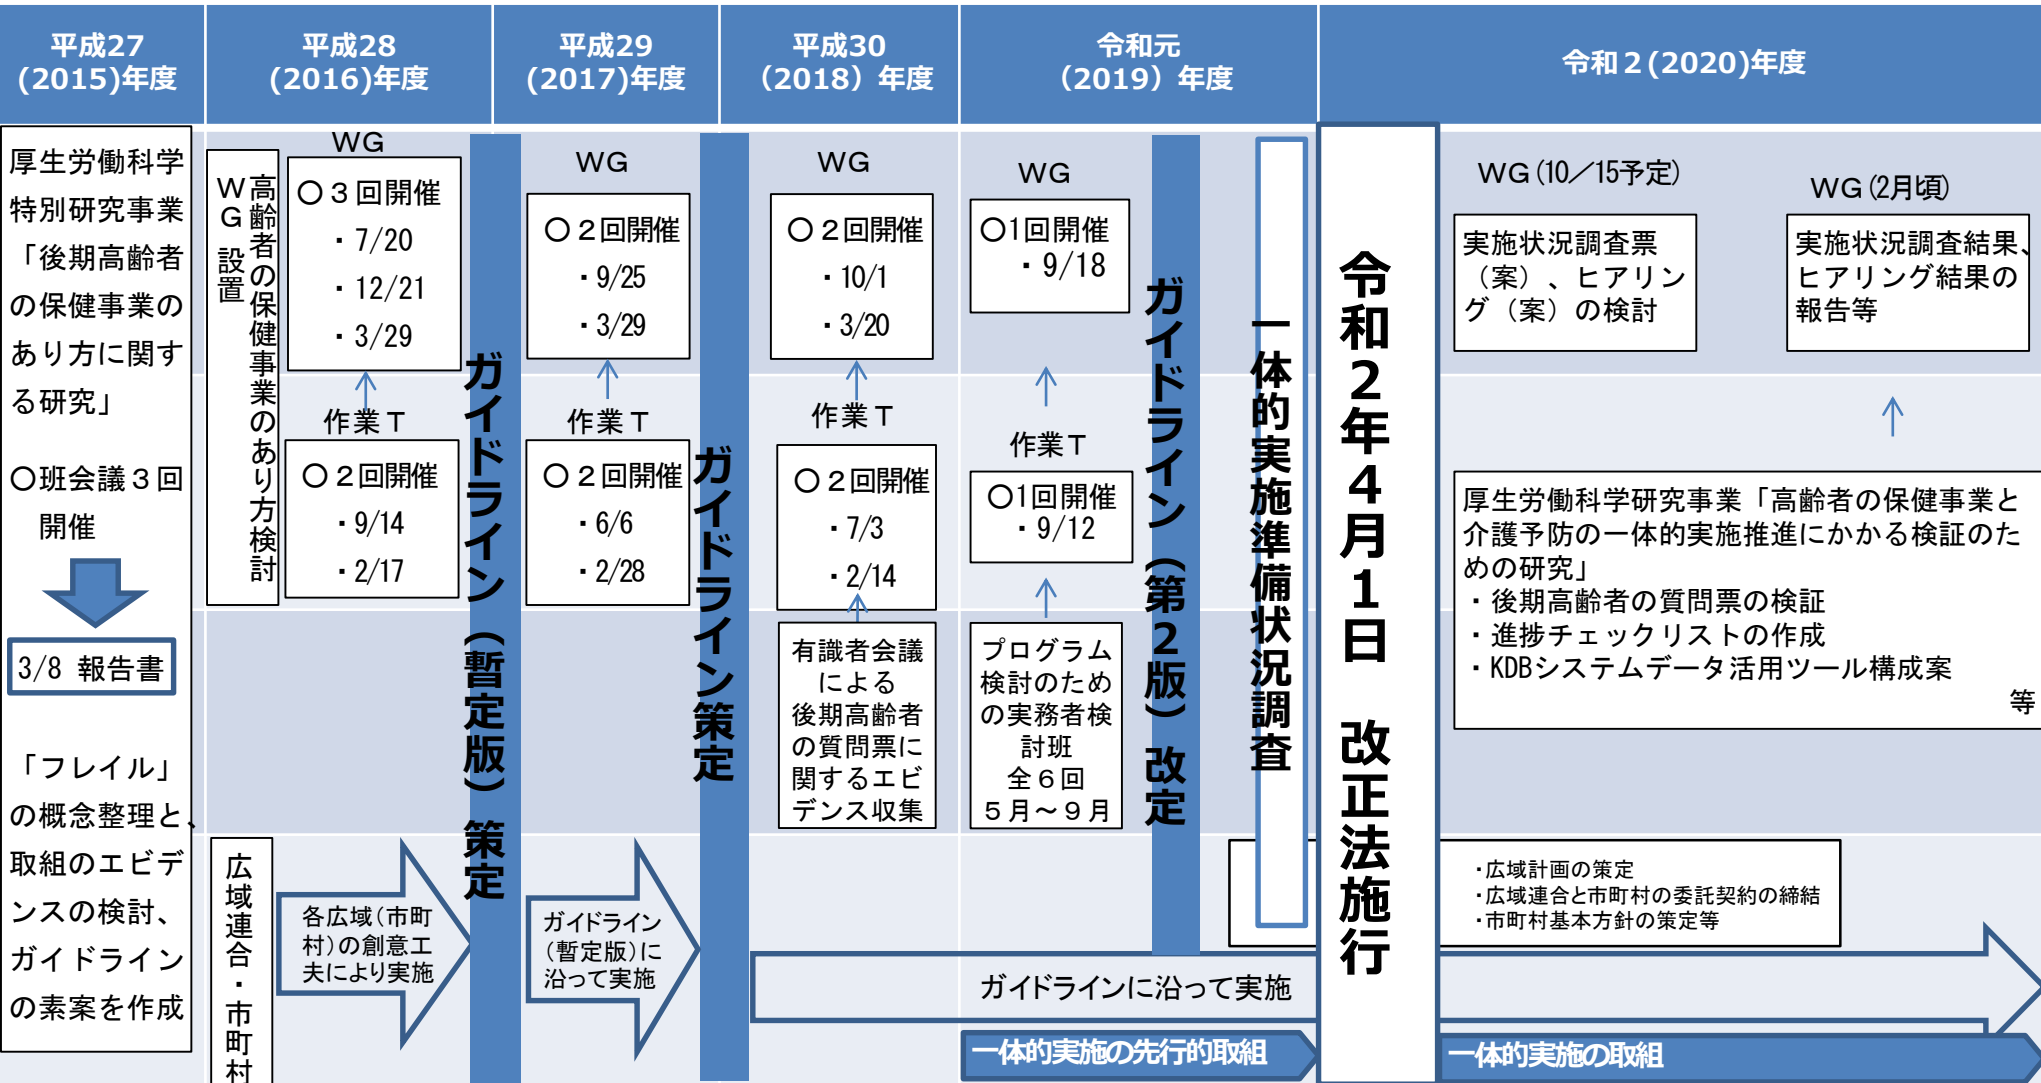 平成27
(2015)年度
平成28
(2016)年度
平成29
(2017)年度
平成30
（2018）年度
令和元
（2019）年度
令和２(2020)年度
厚生労働科学
特別研究事業
「後期高齢者
の保健事業の
あり方に関す
る研究」
〇班会議３回
開催
3/8 報告書
「フレイル」
の概念整理と、
取組のエビデ
ンスの検討、
ガイドライン
の素案を作成
高齢者の保健事業のあり方検討
ＷＧ 設置
ＷＧ
〇３回開催
・7/20
・12/21
・3/29
作業Ｔ
〇２回開催
・9/14
・2/17
ガイドライン（暫定版）策定
ＷＧ
〇２回開催
・9/25
・3/29
作業Ｔ
〇２回開催
・6/6
・2/28
ガイドライン策定
ＷＧ
〇２回開催
・10/1
・3/20
作業Ｔ
〇２回開催
・7/3
・2/14
有識者会議
による
後期高齢者
の質問票に
関するエビ
デンス収集
ＷＧ
〇1回開催
・9/18
作業Ｔ
〇1回開催
・9/12
プログラム
検討のため
の実務者検
討班
全６回
５月～９月
ガイドライン（第２版）改定
一体的実施準備状況調査
令和２年４月１日　改正法施行
ＷＧ(10／15予定)
実施状況調査票
（案）、ヒアリン
グ（案）の検討
ＷＧ(2月頃)
実施状況調査結果、
ヒアリング結果の
報告等
厚生労働科学研究事業「高齢者の保健事業と
介護予防の一体的実施推進にかかる検証のた
めの研究」
・後期高齢者の質問票の検証
・進捗チェックリストの作成
・KDBシステムデータ活用ツール構成案
等
広域連合・市町村
各広域（市町
村）の創意工
夫により実施
ガイドライン
（暫定版）に
沿って実施
・広域計画の策定
・広域連合と市町村の委託契約の締結
・市町村基本方針の策定等
ガイドラインに沿って実施
一体的実施の先行的取組
一体的実施の取組